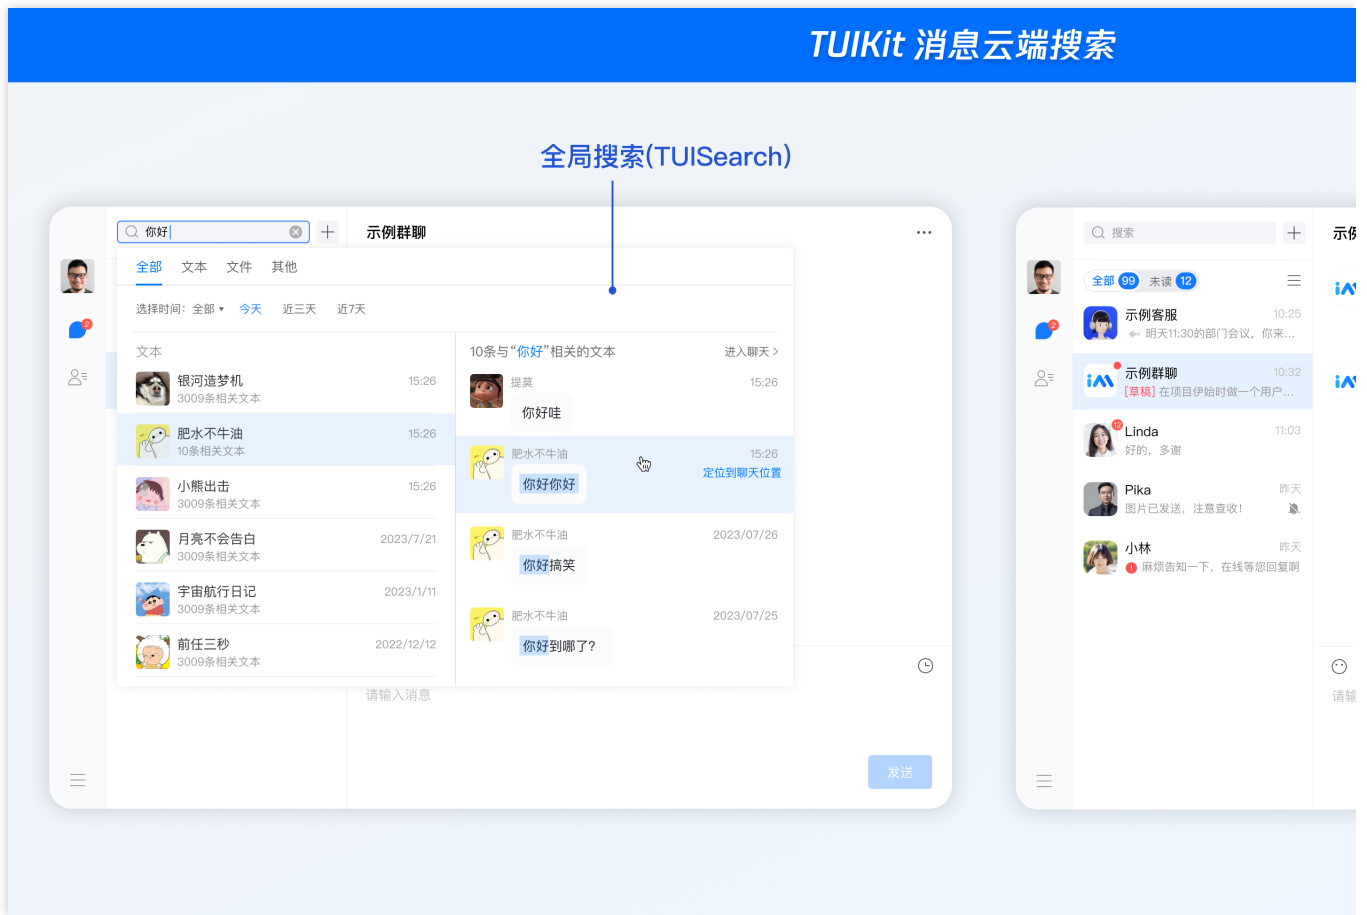 TUIKit 消息云端搜索
全局搜索(TUISearch)
你好
示例群聊
全部 文本 文件 其他
选择时间: 全部 今天 近三天 近7天
文本
银河造梦机 15:26
3009条相关文本
肥水不牛油 15:26
10条相关文本
小熊出击 15:26
3009条相关文本
月亮不会告白 2023/7/21
3009条相关文本
宇宙航行日记 2023/1/11
3009条相关文本
前任三秒 2022/12/12
3009条相关文本
10条与“你好”相关的文本 进入聊天
提莫 15:26
你好哇
肥水不牛油 15:26
定位到聊天位置
你好你好
肥水不牛油 2023/07/26
你好搞笑
肥水不牛油 2023/07/25
你好到哪了?
请输入消息
发送
2
搜索
示例
全部 99 未读 12
示例客服 10:25
明天11:30的部门会议，你来...
2
示例群聊 10:32
[草稿] 在项目伊始时做一个用户...
12
Linda 11:03
好的，多谢
Pika 昨天
图片已发送，注意查收!
小林 昨天
麻烦告知一下，在线等您回复啊
请输